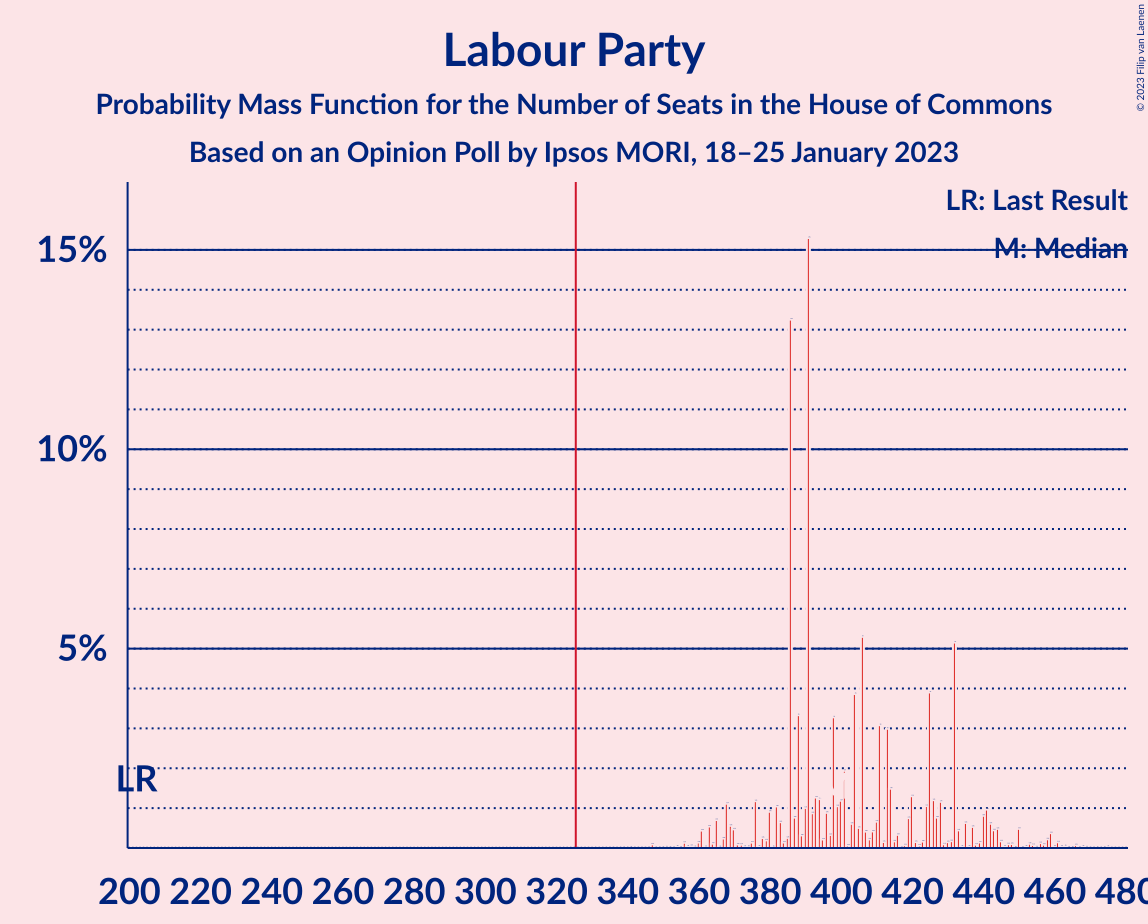 Labour Party
Probability Mass Function for the Number of Seats in the House of Commons
Based on an Opinion Poll by Ipsos MORI, 18–25 January 2023
© 2023 Filip van Laenen
LR: Last Result
M: Median
15%
10%
5%
LR
200 220 240 260 280 300 320 340 360 380 400 420 440 460 480